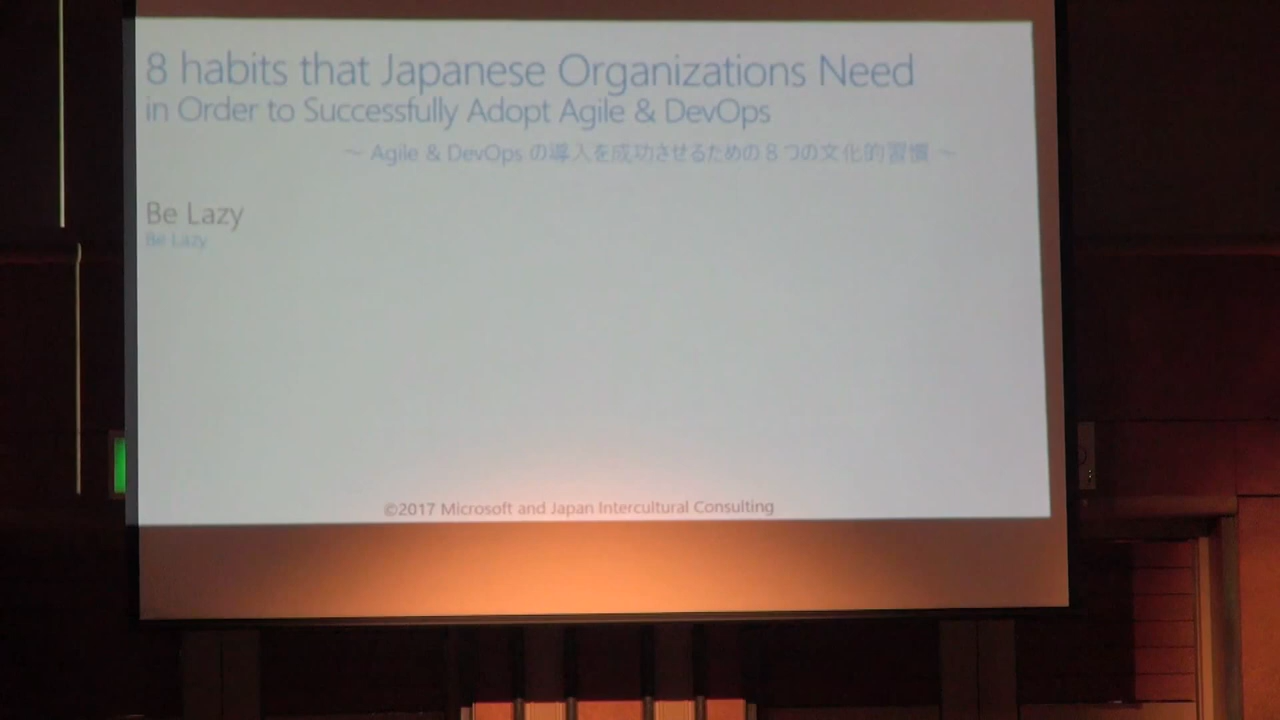 8 habits that Japanese Organizations Need
in Order to Successfully Adopt Agile & DevOps
～ Agile & DevOps の導入を成功させるための８つの文化的習慣 ～
Be Lazy
Be Lazy
©2017 Microsoft and Japan Intercultural Consulting